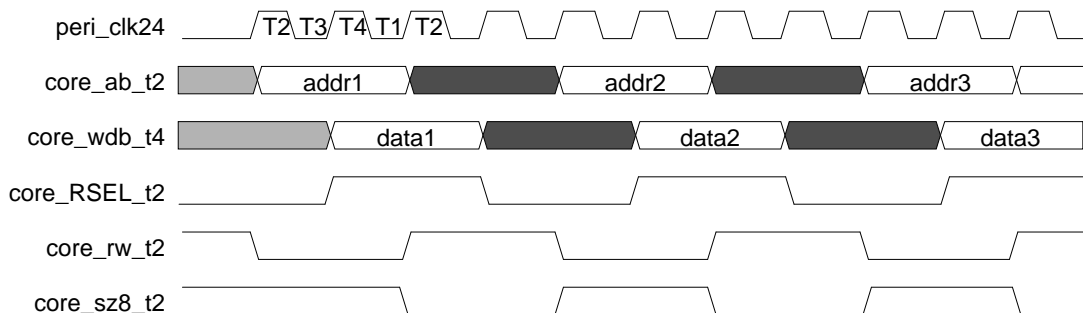 peri_clk24 T2 T3 T4 T1 T2
core_ab_t2 addr1 addr2 addr3
core_wdb_t4 data1 data2 data3
core_RSEL_t2
core_rw_t2
core_sz8_t2